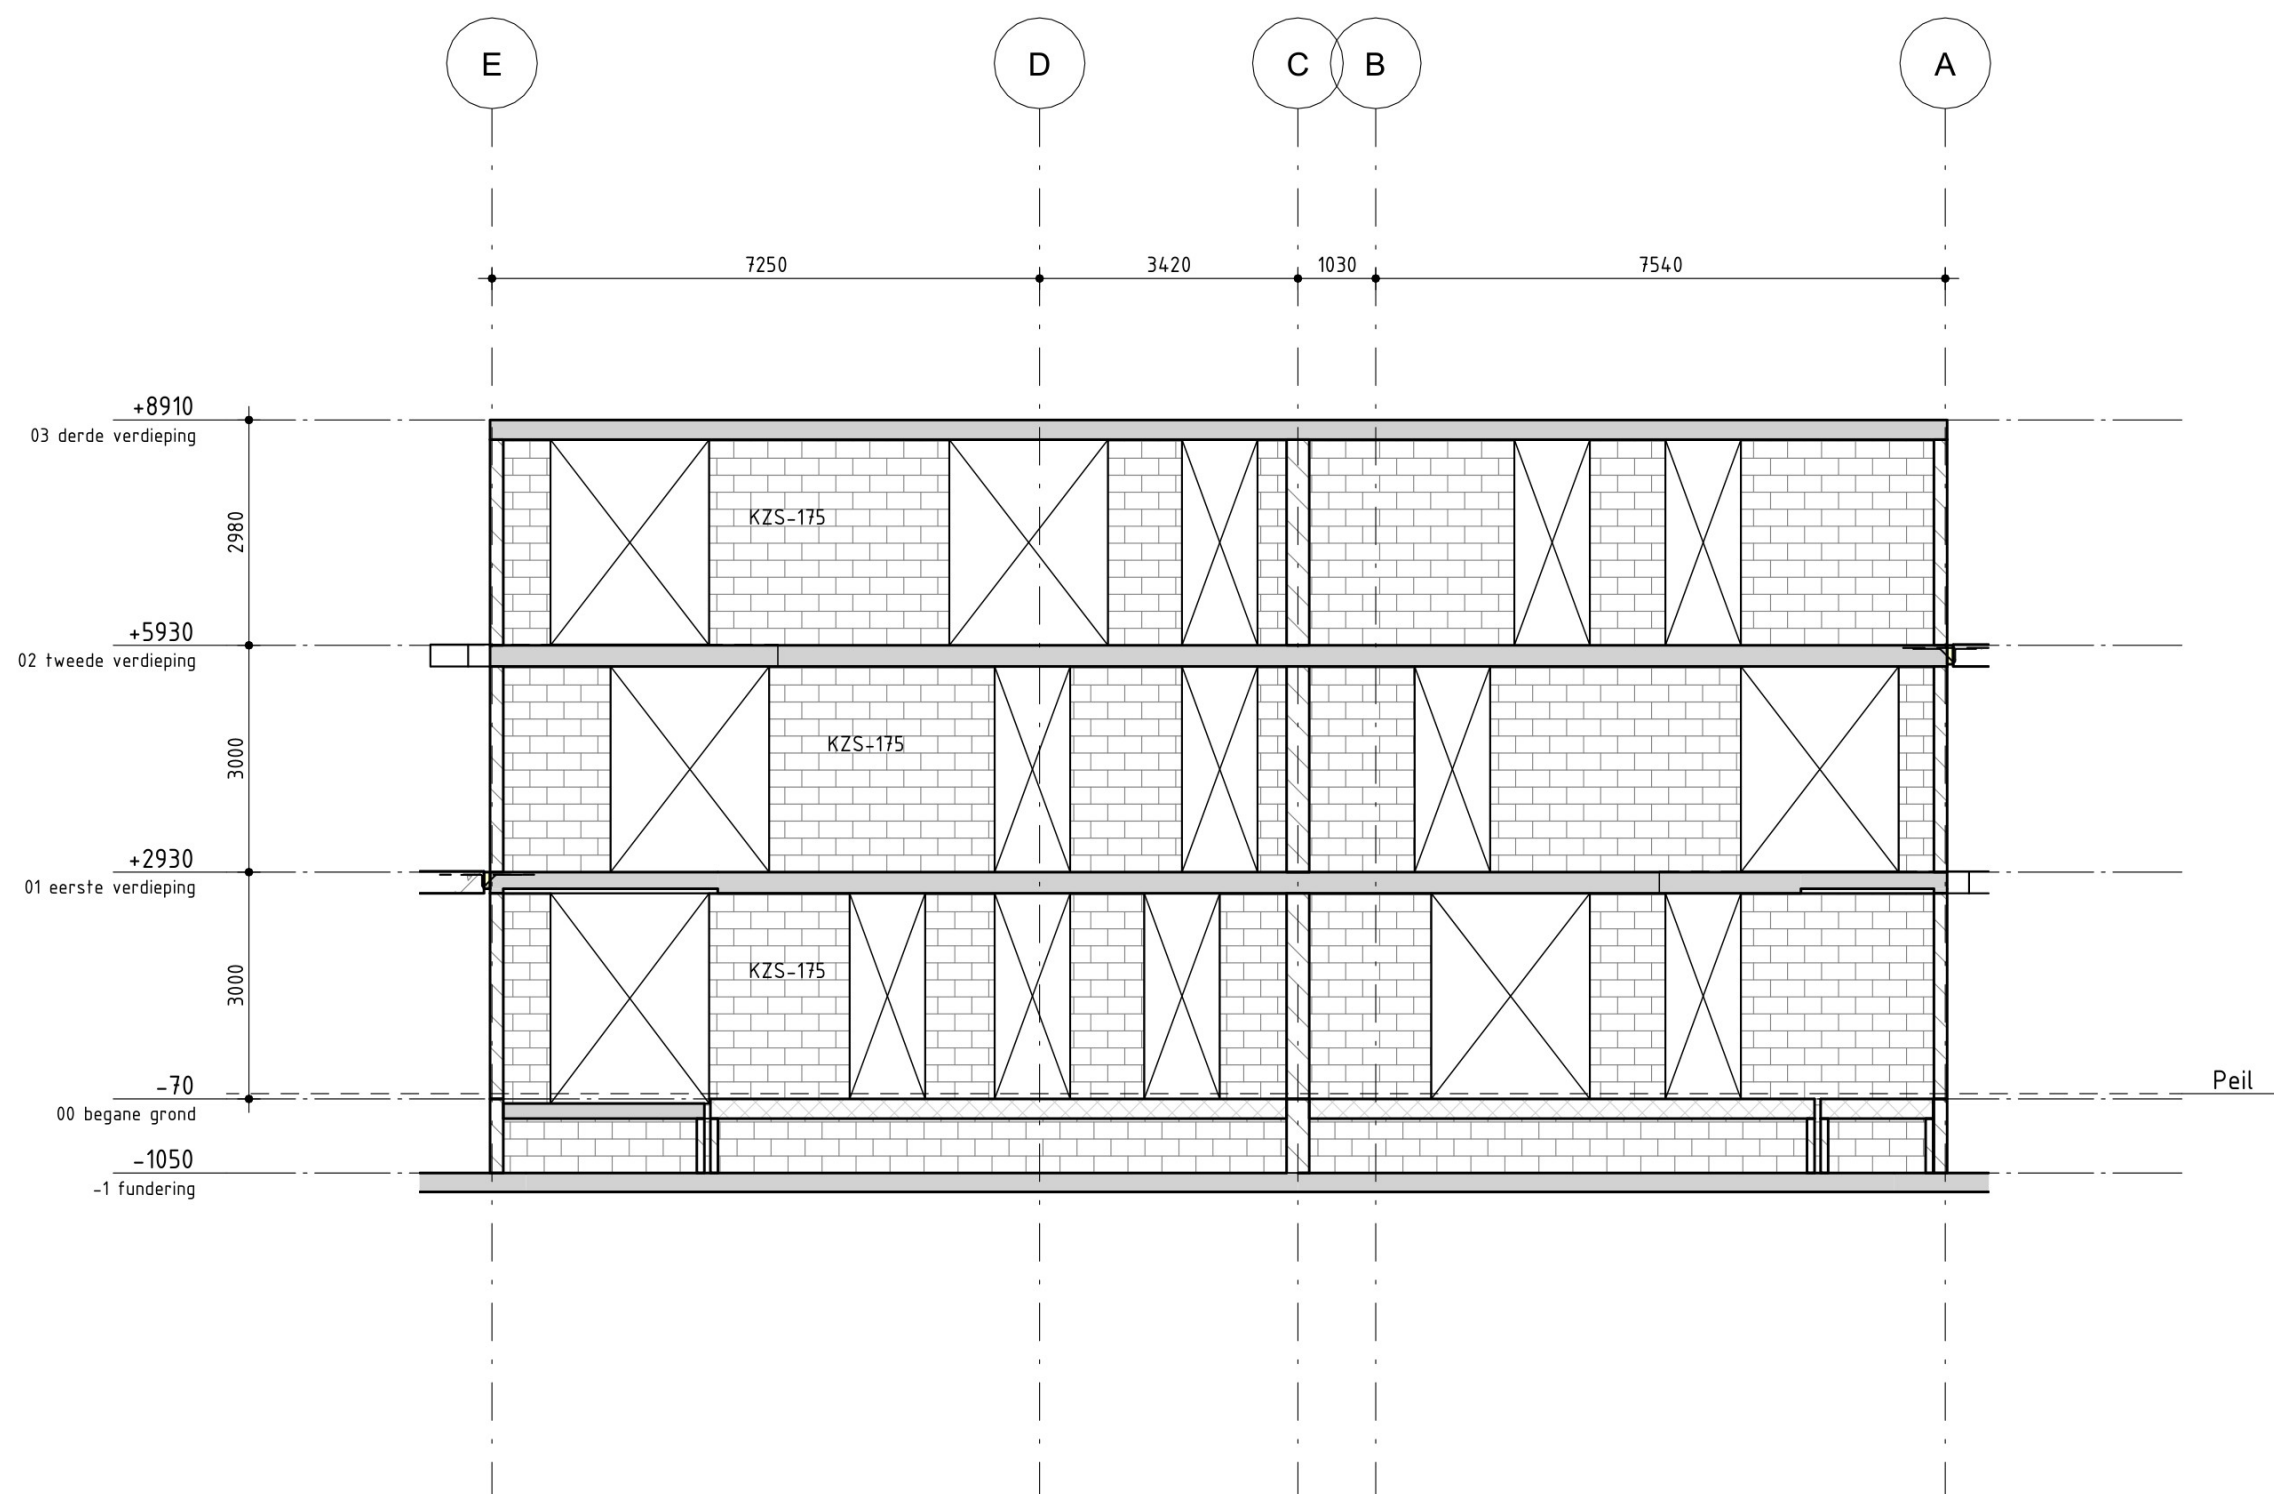 E D C B A
7250 3420 1030 7540
+8910
03 derde verdieping
2980
KZS-175
+5930
02 tweede verdieping
3000
KZS-175
+2930
01 eerste verdieping
3000
KZS-175
-70
00 begane grond
Peil
-1050
-1 fundering